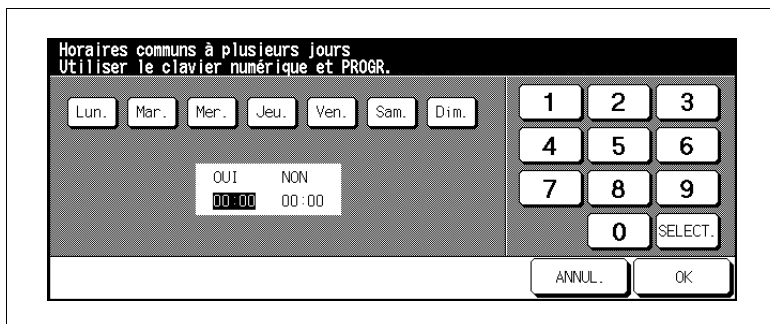 Horaires communs à plusieurs jours
Utiliser le clavier numérique et PROGR.
Lun. Mar. Mer. Jeu. Ven. Sam. Dim.
OUI NON
00:00 00:00
1 2 3
4 5 6
7 8 9
0 SELECT.
ANNUL. OK